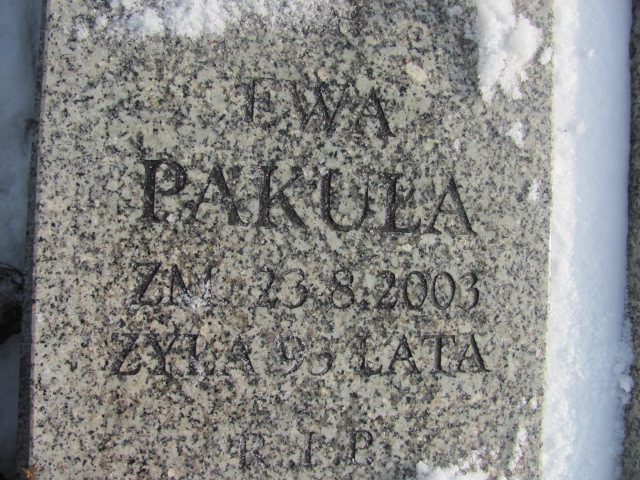 EWA
PAKUŁA
ZM. 23.8.2003
ŻYŁA 93 LATA
R.I.P.